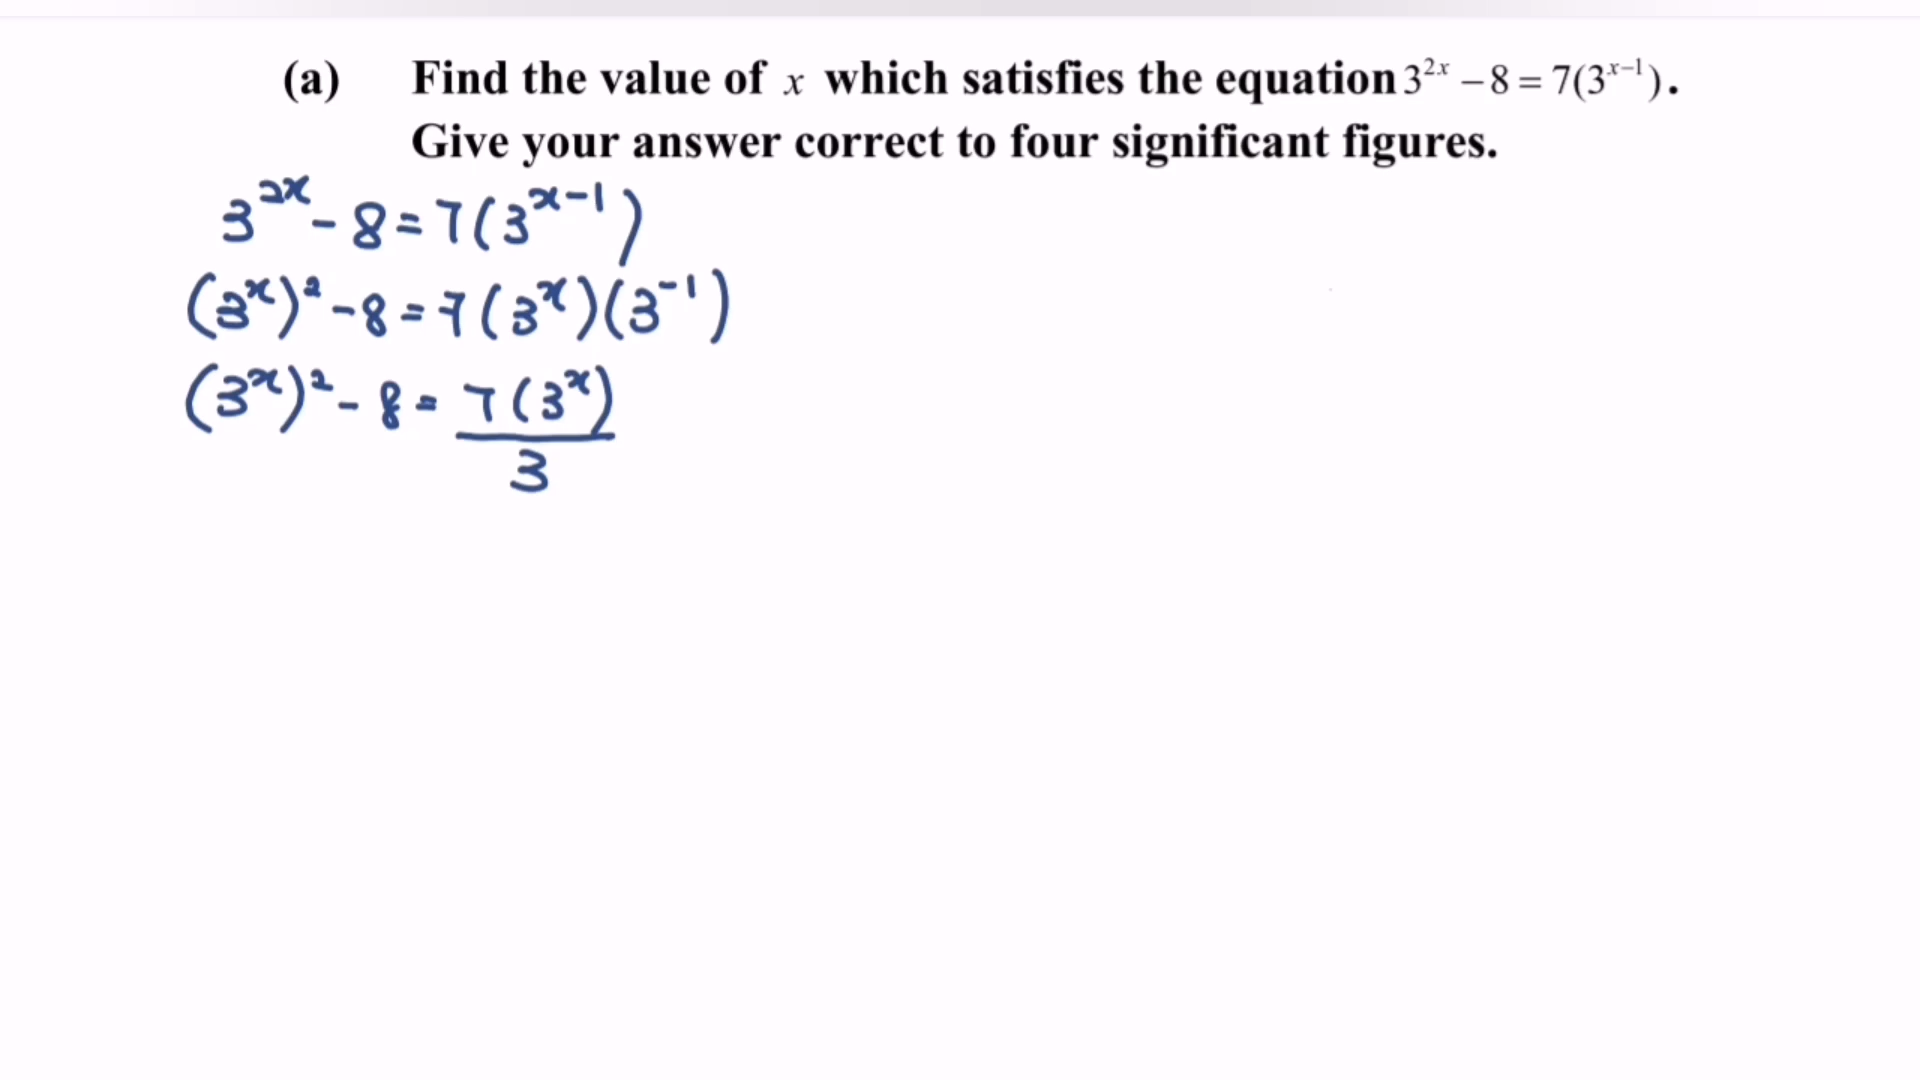 (a) Find the value of x which satisfies the equation 3^{2x} – 8 = 7(3^{x–1}).
Give your answer correct to four significant figures.
3^{2x} - 8 = 7(3^{x-1})
(3^x)^2 - 8 = 7(3^x)(3^{-1})
(3^x)^2 - 8 = 7(3^x)
3